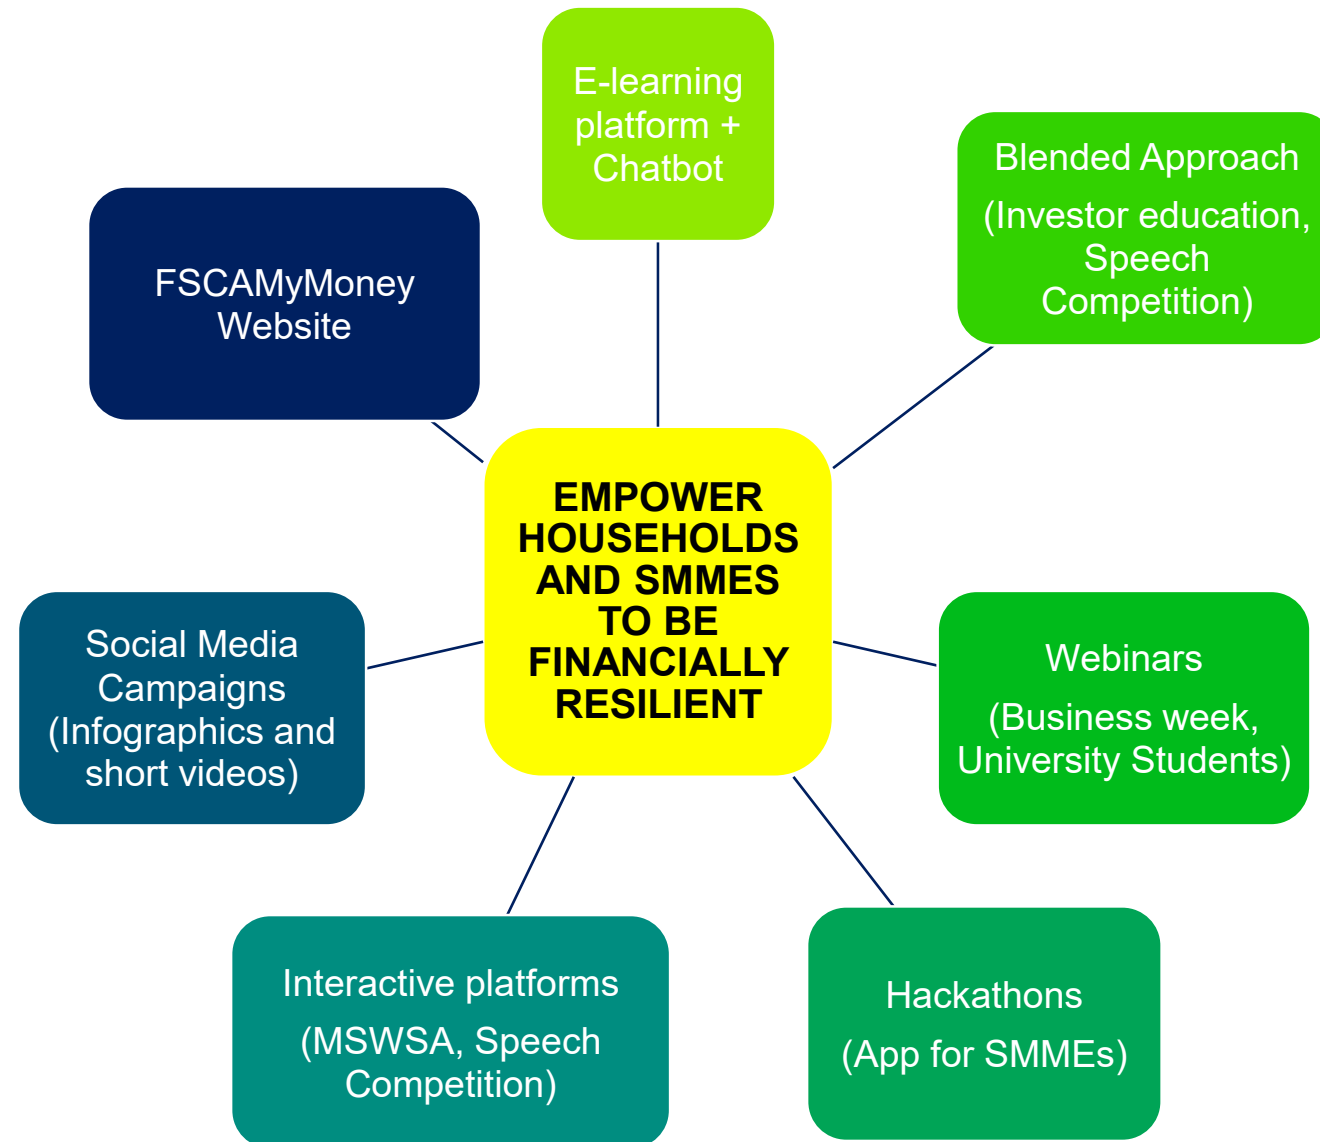 E-learning
platform +
Chatbot
Blended Approach
(Investor education,
Speech
Competition)
FSCAMyMoney
Website
EMPOWER
HOUSEHOLDS
AND SMMES
TO BE
FINANCIALLY
RESILIENT
Social Media
Campaigns
(Infographics and
short videos)
Webinars
(Business week,
University Students)
Interactive platforms
(MSWSA, Speech
Competition)
Hackathons
(App for SMMEs)